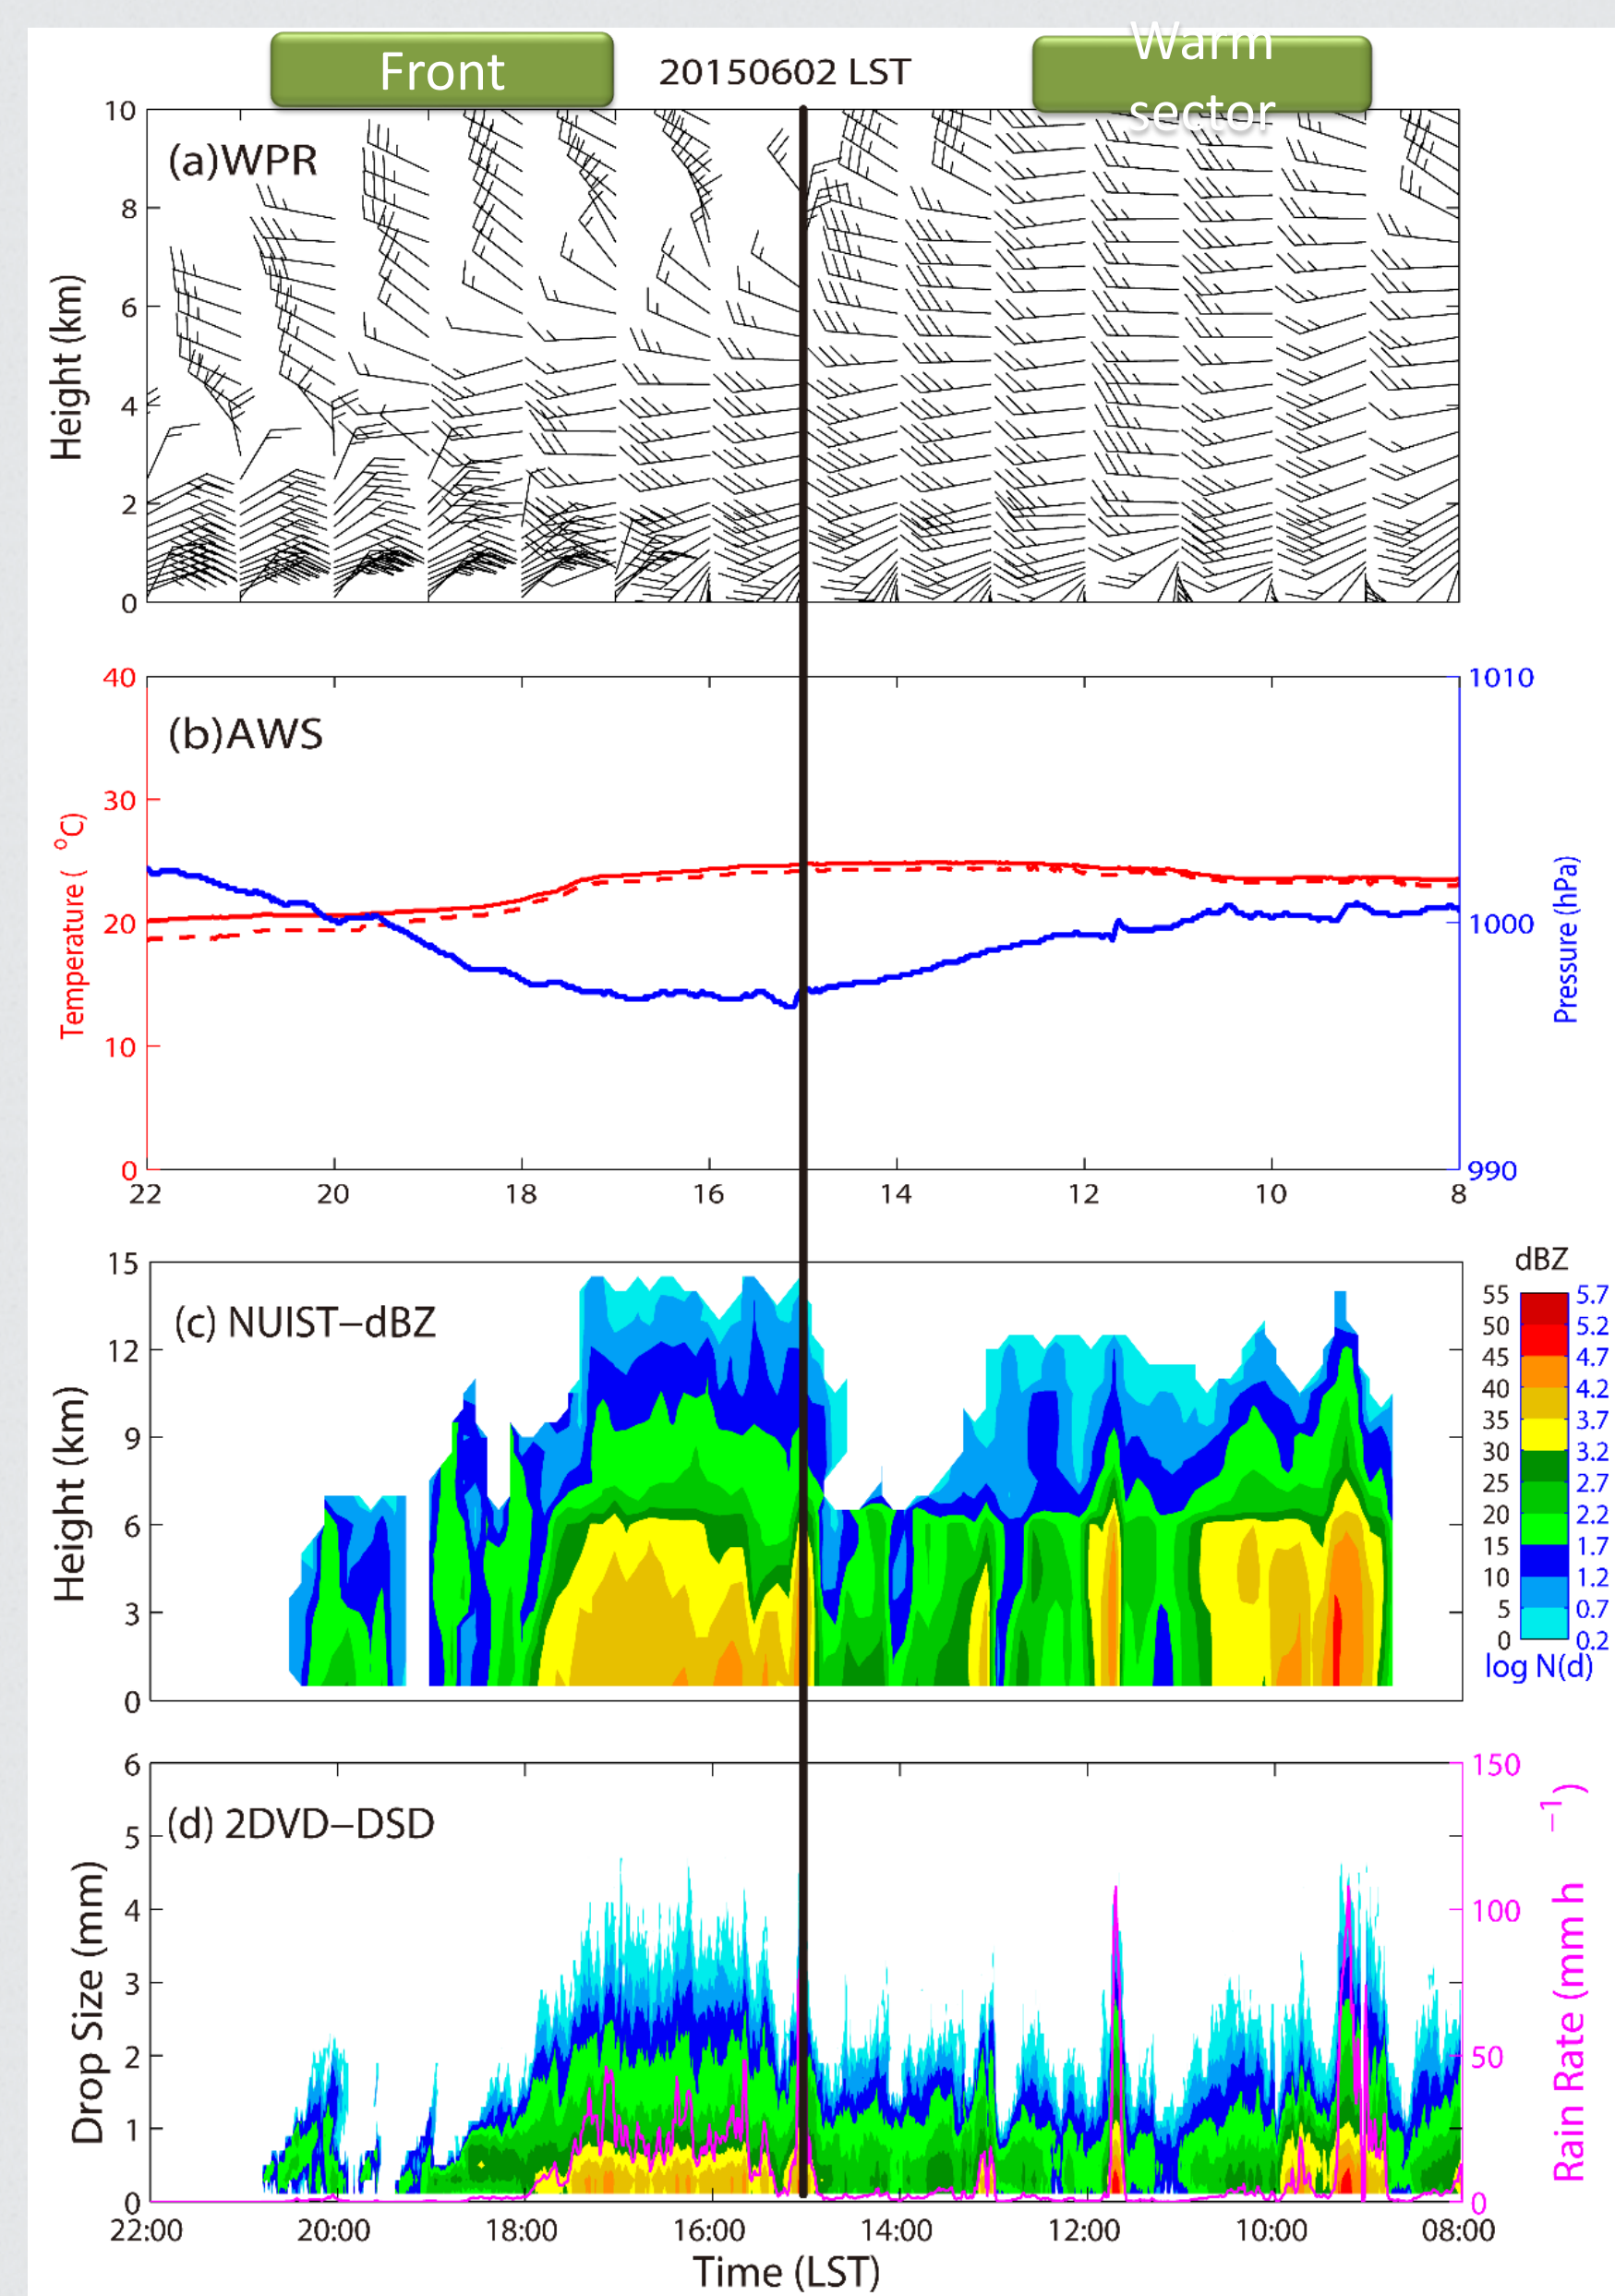 Front
20150602 LST
Warm
sector
(a)WPR
Height (km)
10
8
6
4
2
0
(b)AWS
Temperature ( °C)
40
30
20
10
0
Pressure (hPa)
1010
1000
990
22 20 18 16 14 12 10 8
(c) NUIST–dBZ
Height (km)
15
12
9
6
3
0
dBZ
55 5.7
50 5.2
45 4.7
40 4.2
35 3.7
30 3.2
25 2.7
20 2.2
15 1.7
10 1.2
5 0.7
0 0.2
log N(d)
(d) 2DVD–DSD
Drop Size (mm)
6
5
4
3
2
1
0
Rain Rate (mm h –1)
150
100
50
0
22:00 20:00 18:00 16:00 14:00 12:00 10:00 08:00
Time (LST)